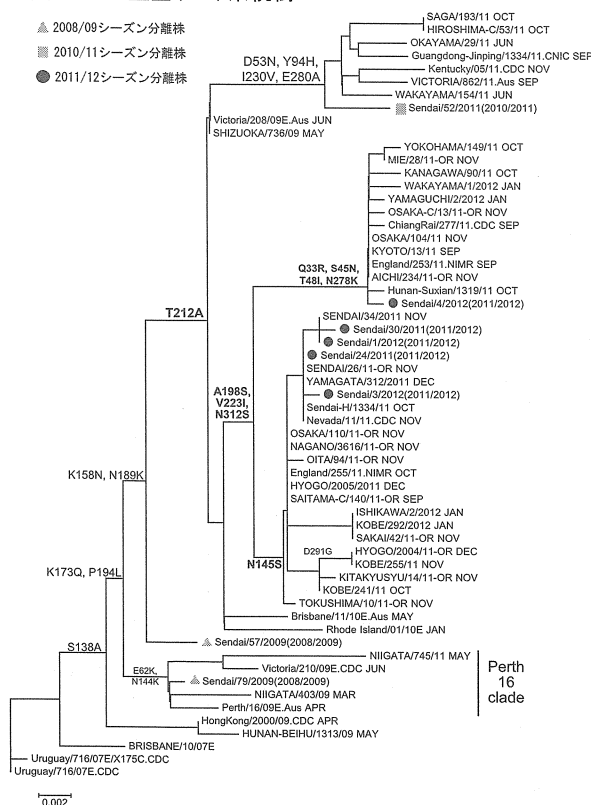 2008/09シーズン分離株
2010/11シーズン分離株
2011/12シーズン分離株
SAGA/193/11 OCT
HIROSHIMA-C/53/11 OCT
OKAYAMA/29/11 JUN
Guangdong-Jinping/1334/11.CNIC SEP
D53N, Y94H,
I230V, E280A
Kentucky/05/11.CDC NOV
VICTORIA/862/11.Aus SEP
WAKAYAMA/154/11 JUN
Sendai/52/2011(2010/2011)
Victoria/208/09E.Aus JUN
SHIZUOKA/736/09 MAY
YOKOHAMA/149/11 OCT
MIE/28/11-OR NOV
KANAGAWA/90/11 OCT
WAKAYAMA/1/2012 JAN
YAMAGUCHI/2/2012 JAN
OSAKA-C/13/11-OR NOV
ChiangRai/277/11.CDC SEP
OSAKA/104/11 NOV
KYOTO/13/11 SEP
England/253/11.NIMR SEP
AICHI/234/11-OR NOV
Q33R, S45N,
T48I, N278K
Hunan-Suxian/1319/11 OCT
Sendai/4/2012(2011/2012)
T212A
SENDAI/34/2011 NOV
Sendai/30/2011(2011/2012)
Sendai/1/2012(2011/2012)
Sendai/24/2011(2011/2012)
SENDAI/26/11-OR NOV
YAMAGATA/312/2011 DEC
Sendai/3/2012(2011/2012)
A198S,
V223I,
N312S
Sendai-H/1334/11 OCT
Nevada/11/11.CDC NOV
OSAKA/110/11-OR NOV
NAGANO/3616/11-OR NOV
OITA/94/11-OR NOV
England/255/11.NIMR OCT
HYOGO/2005/2011 DEC
SAITAMA-C/140/11-OR SEP
K158N, N189K
ISHIKAWA/2/2012 JAN
KOBE/292/2012 JAN
SAKAI/42/11-OR NOV
D291G
HYOGO/2004/11-OR DEC
KOBE/255/11 NOV
N145S
KITAKYUSYU/14/11-OR NOV
KOBE/241/11 OCT
TOKUSHIMA/10/11-OR NOV
K173Q, P194L
Brisbane/11/10E.Aus MAY
Rhode Island/01/10E JAN
Sendai/57/2009(2008/2009)
S138A
NIIGATA/745/11 MAY
E62K,
N144K
Victoria/210/09E.CDC JUN
Sendai/79/2009(2008/2009)
NIIGATA/403/09 MAR
Perth/16/09E.Aus APR
Perth
16
clade
HongKong/2000/09.CDC APR
HUNAN-BEIHU/1313/09 MAY
BRISBANE/10/07E
Uruguay/716/07E/X175C.CDC
Uruguay/716/07E.CDC
0.002